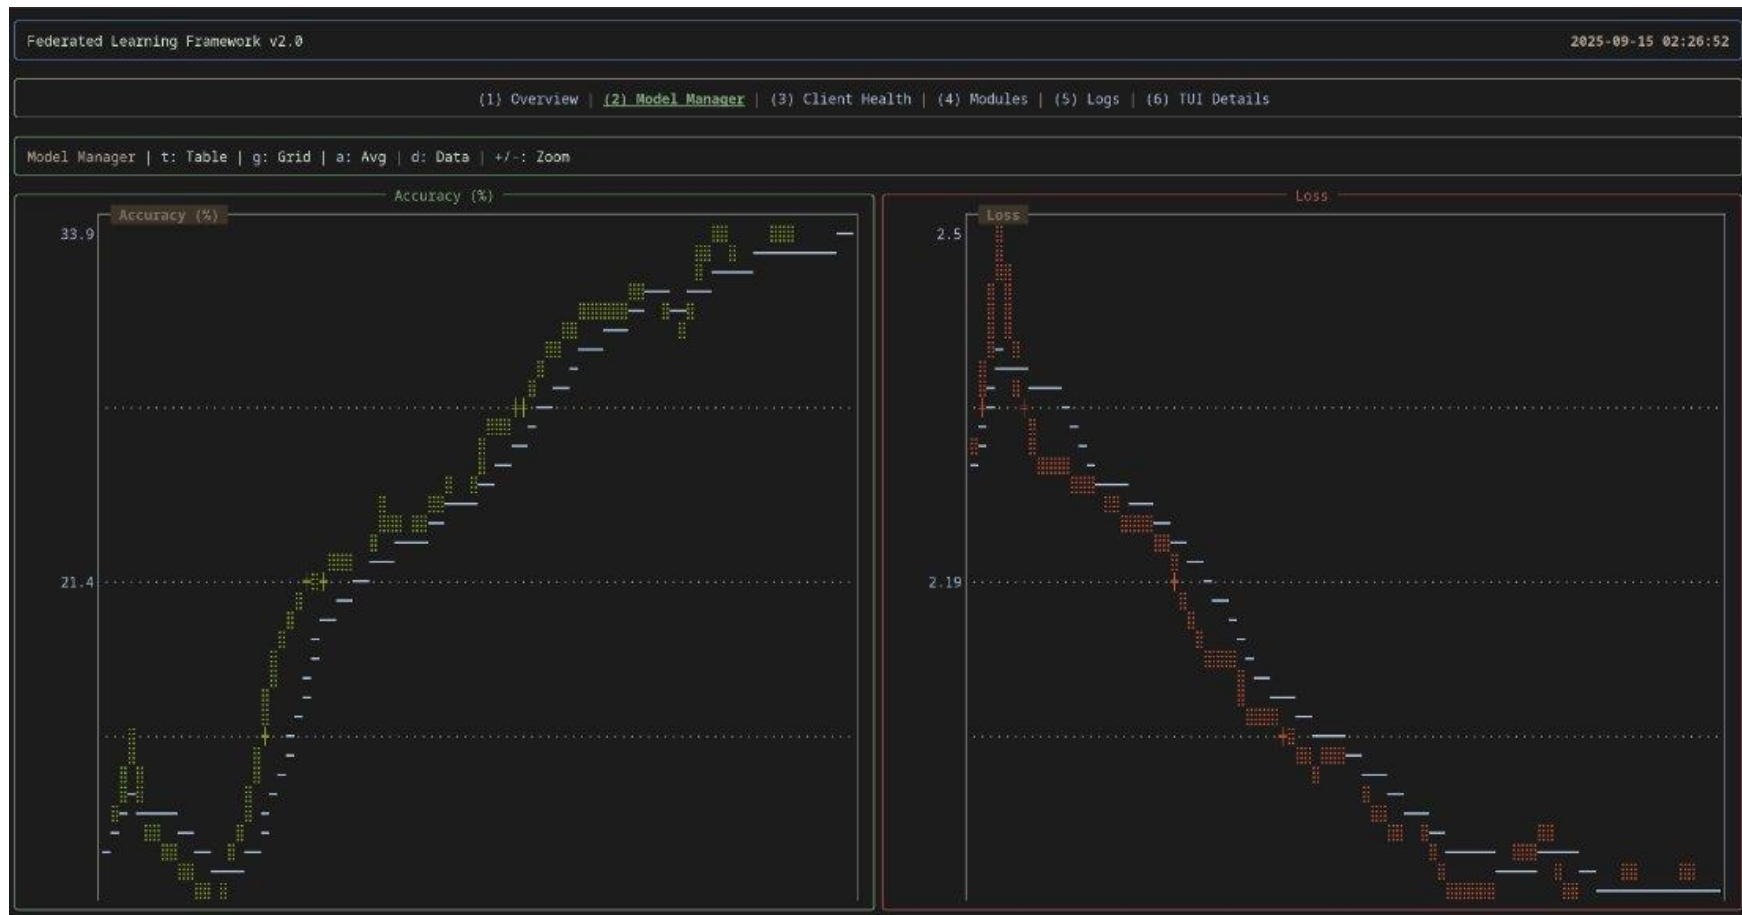 Federated Learning Framework v2.0 2025-09-15 02:26:52
(1) Overview | (2) Model Manager | (3) Client Health | (4) Modules | (5) Logs | (6) TUI Details
Model Manager | t: Table | g: Grid | a: Avg | d: Data | +/-: Zoom
Accuracy (%)
Accuracy (%)
33.9
21.4
Loss
Loss
2.5
2.19